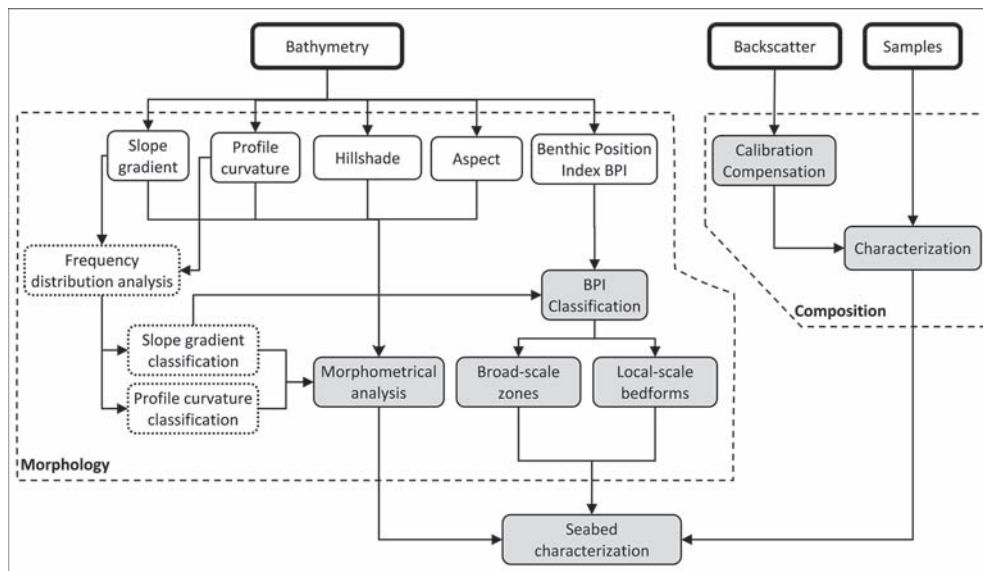 Bathymetry
Backscatter
Samples
Slope
gradient
Profile
curvature
Hillshade
Aspect
Benthic Position
Index BPI
Calibration
Compensation
Frequency
distribution analysis
Characterization
BPI
Classification
Composition
Slope gradient
classification
Morphometrical
analysis
Broad-scale
zones
Local-scale
bedforms
Profile curvature
classification
Morphology
Seabed
characterization